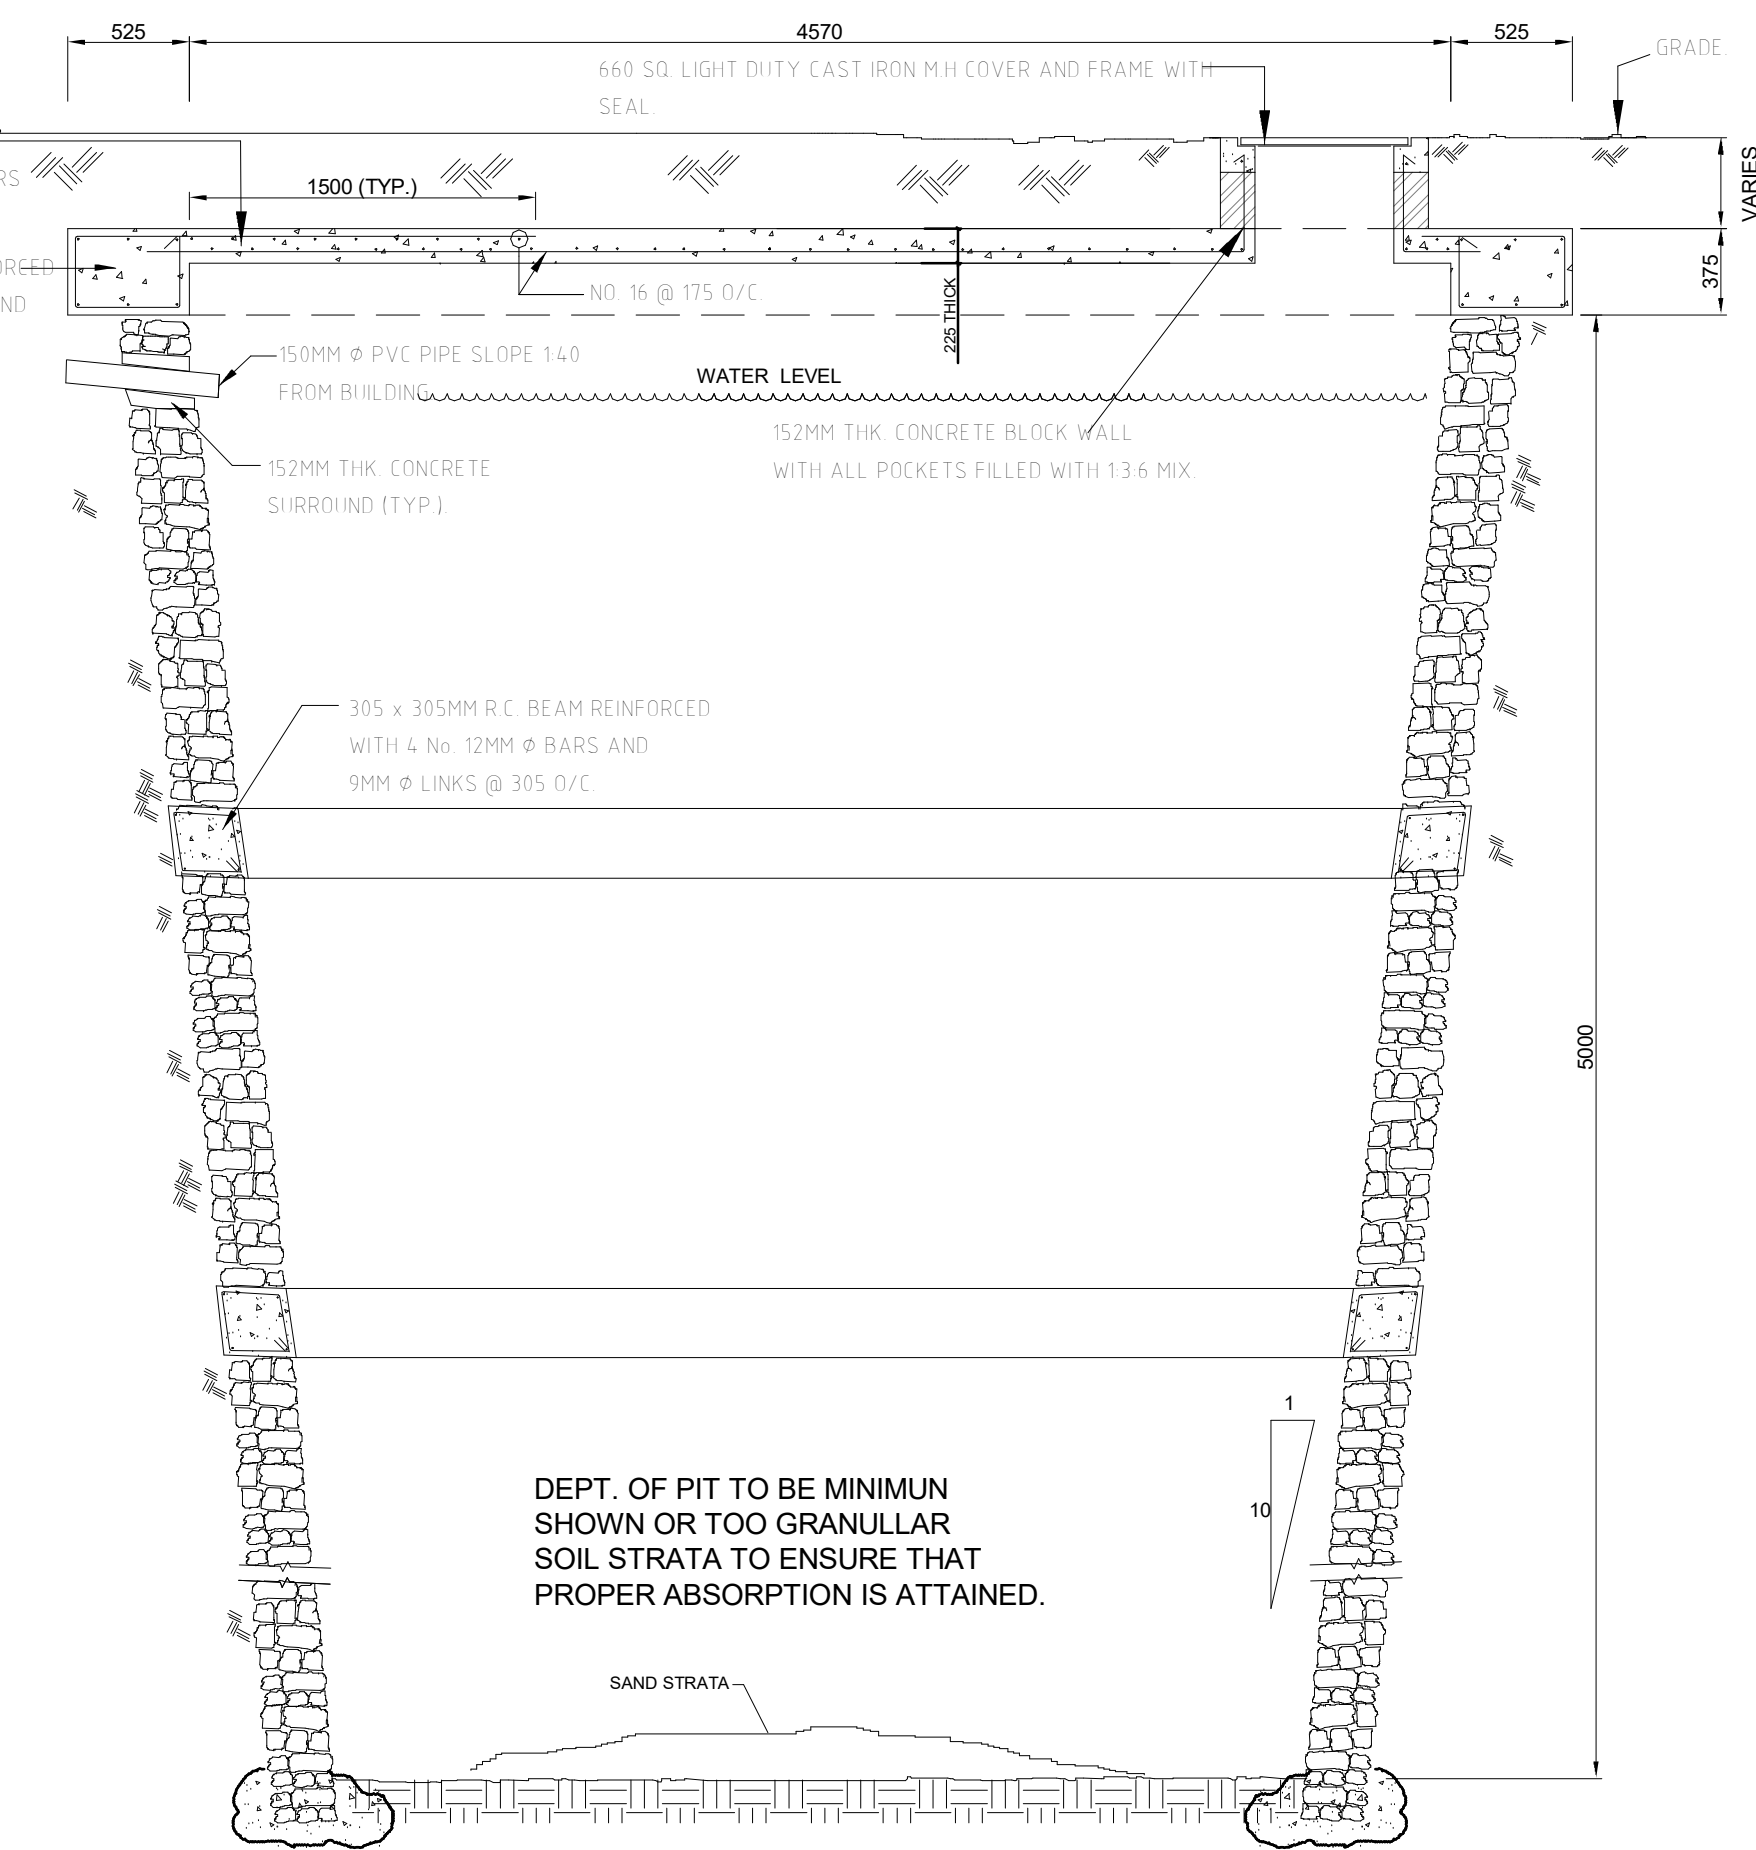 525
4570
525
660 SQ. LIGHT DUTY CAST IRON M.H COVER AND FRAME WITH
SEAL.
GRADE.
VARIES
RS
1500 (TYP.)
ORCED
ND
NO. 16 @ 175 O/C.
225 THICK
375
150MM Ø PVC PIPE SLOPE 1:40
FROM BUILDING
WATER LEVEL
152MM THK. CONCRETE BLOCK WALL
WITH ALL POCKETS FILLED WITH 1:3:6 MIX.
152MM THK. CONCRETE
SURROUND (TYP.).
305 x 305MM R.C. BEAM REINFORCED
WITH 4 No. 12MM Ø BARS AND
9MM Ø LINKS @ 305 O/C.
5000
1
10
DEPT. OF PIT TO BE MINIMUN
SHOWN OR TOO GRANULLAR
SOIL STRATA TO ENSURE THAT
PROPER ABSORPTION IS ATTAINED.
SAND STRATA